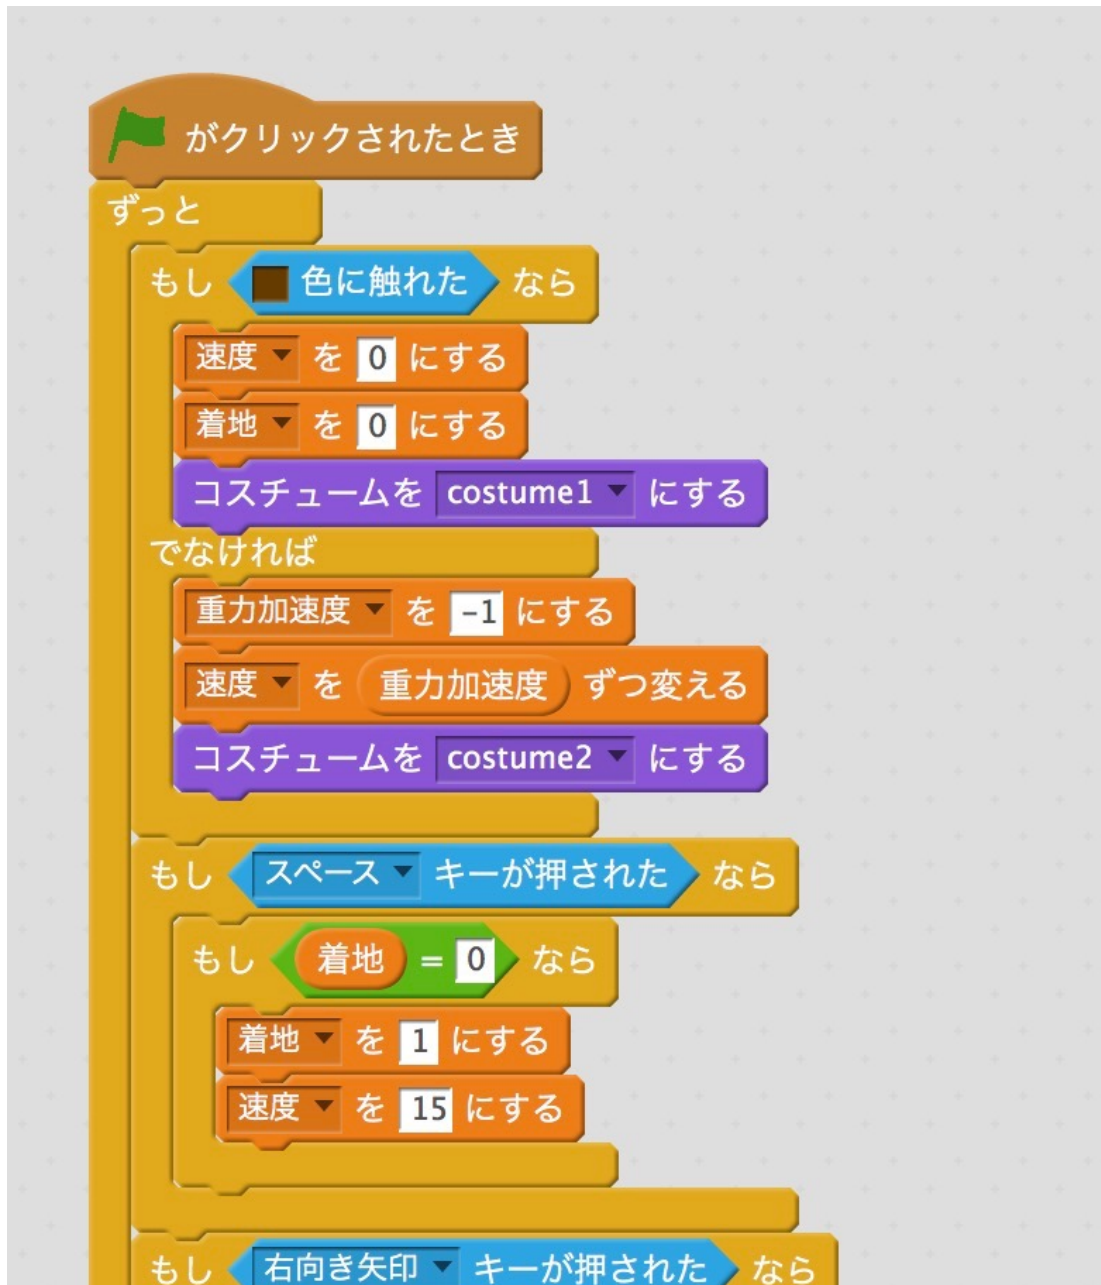 がクリックされたとき
ずっと
もし 色に触れた なら
速度 を 0 にする
着地 を 0 にする
コスチュームを costume1 にする
でなければ
重力加速度 を -1 にする
速度 を 重力加速度 ずつ変える
コスチュームを costume2 にする
もし スペース キーが押された なら
もし 着地 = 0 なら
着地 を 1 にする
速度 を 15 にする
もし 右向き矢印 キーが押された なら